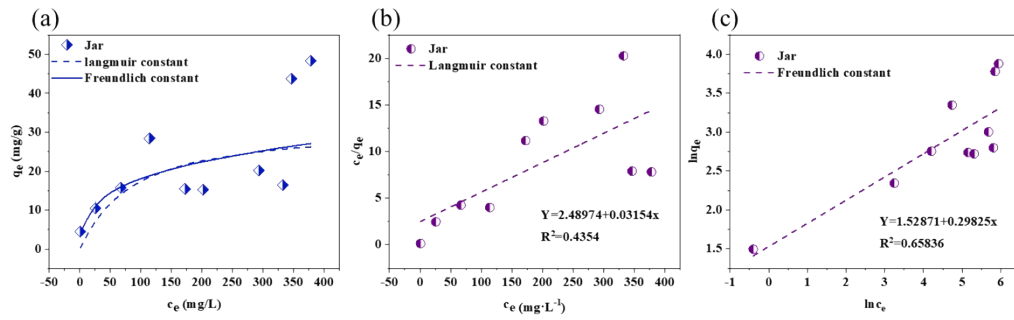 (a)
Jar
langmuir constant
Freundlich constant
qe (mg/g)
50
40
30
20
10
0
-50 0 50 100 150 200 250 300 350 400
ce (mg/L)
(b)
Jar
Langmuir constant
ce/qe
20
15
10
5
0
Y=2.48974+0.03154x
R²=0.4354
-50 0 50 100 150 200 250 300 350 400
ce (mg·L⁻¹)
(c)
Jar
Freundlich constant
lnqe
4.0
3.5
3.0
2.5
2.0
1.5
Y=1.52871+0.29825x
R²=0.65836
-1 0 1 2 3 4 5 6
lnce